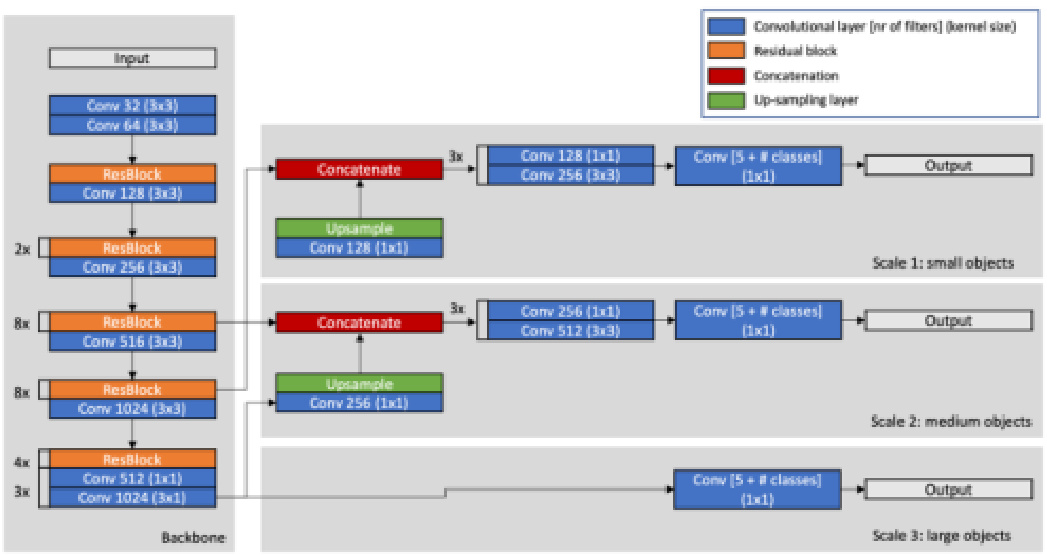 Convolutional layer [nr of filters] (kernel size)
Residual block
Concatenation
Up-sampling layer
Input
Conv 32 (3x3)
Conv 64 (3x3)
ResBlock
Conv 128 (3x3)
2x
ResBlock
Conv 256 (3x3)
8x
ResBlock
Conv 516 (3x3)
8x
ResBlock
Conv 1024 (3x3)
4x
ResBlock
Conv 512 (1x1)
3x
Conv 1024 (3x1)
Backbone
Concatenate
3x
Conv 128 (1x1)
Conv 256 (3x3)
Conv [5 + # classes]
(1x1)
Output
Upsample
Conv 128 (1x1)
Scale 1: small objects
Concatenate
3x
Conv 256 (1x1)
Conv 512 (3x3)
Conv [5 + # classes]
(1x1)
Output
Upsample
Conv 256 (1x1)
Scale 2: medium objects
Conv [5 + # classes]
(1x1)
Output
Scale 3: large objects